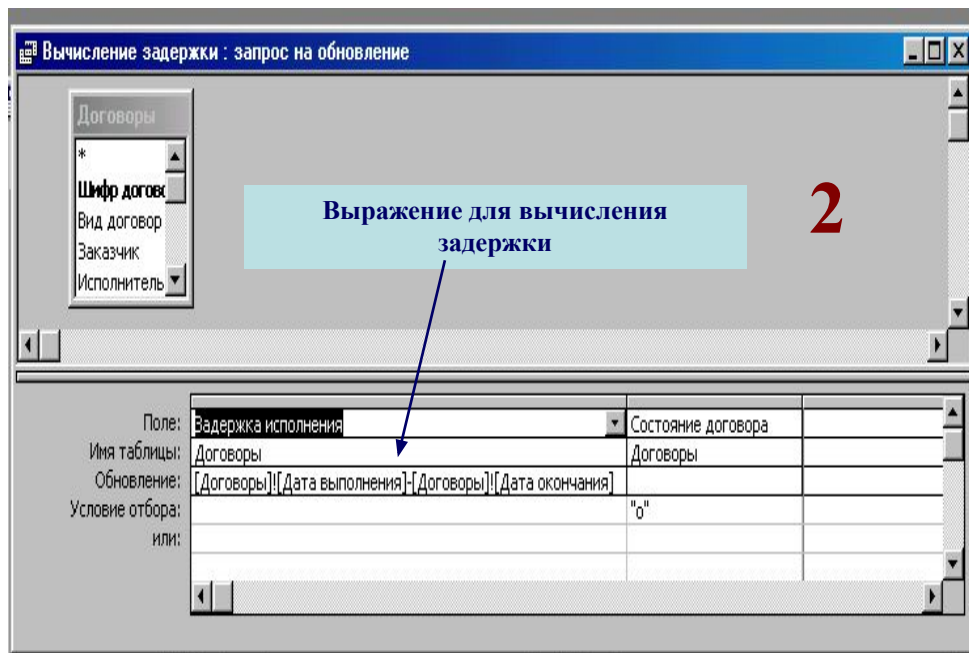 Вычисление задержки : запрос на обновление
Договоры
*
Шифр догово
Вид договор
Заказчик
Исполнитель
Выражение для вычисления
задержки
2
Поле: Задержка исполнения Состояние договора
Имя таблицы: Договоры Договоры
Обновление: [Договоры]![Дата выполнения]-[Договоры]![Дата окончания]
Условие отбора: "о"
или: